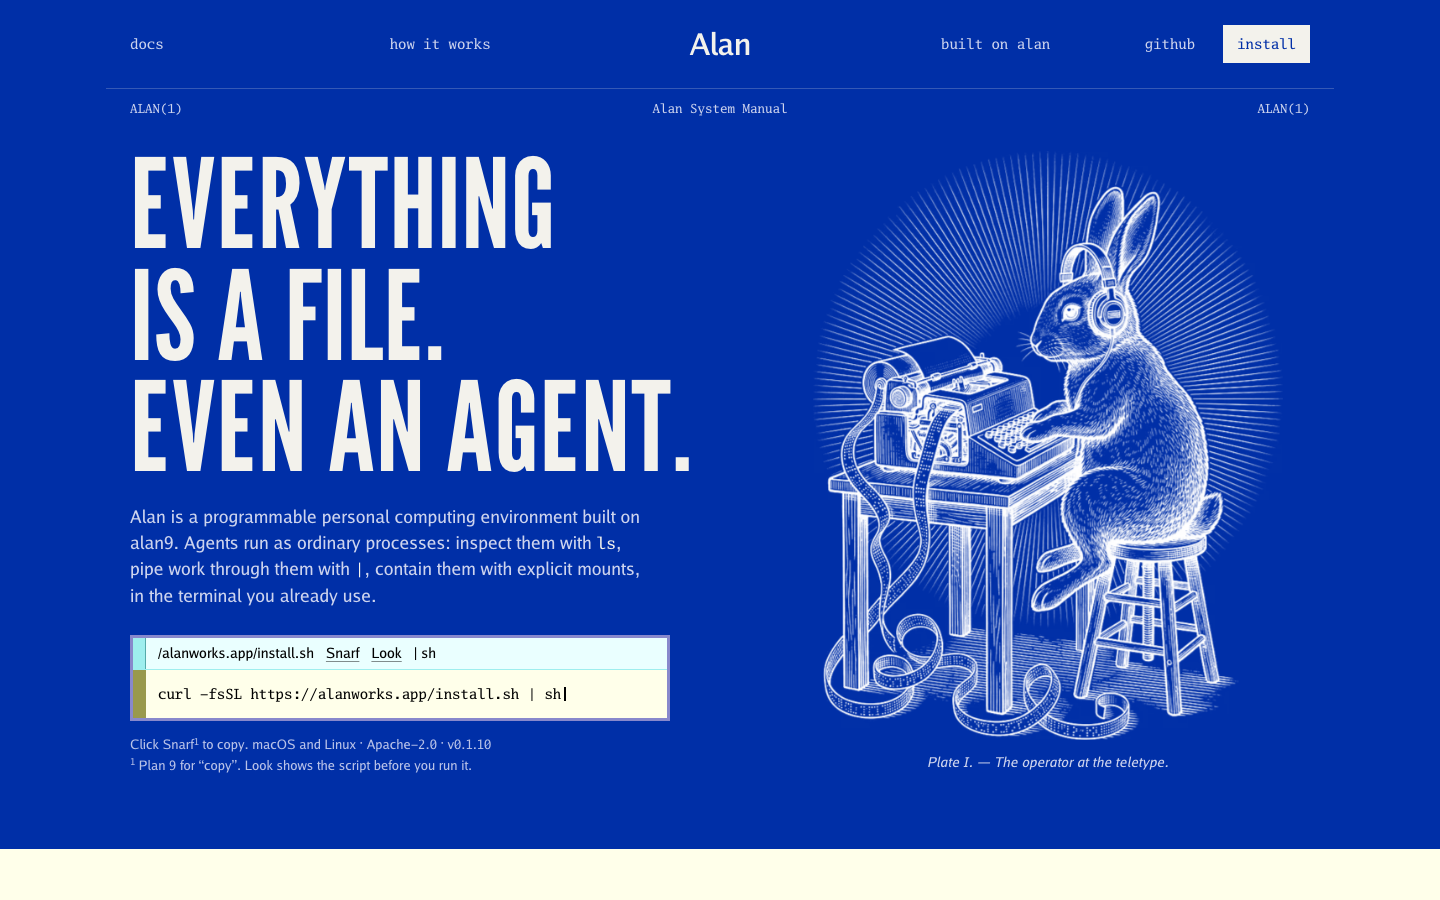 docs
how it works
Alan
built on alan
github
install
ALAN(1)
Alan System Manual
ALAN(1)
EVERYTHING
IS A FILE.
EVEN AN AGENT.
Alan is a programmable personal computing environment built on
alan9. Agents run as ordinary processes: inspect them with ls,
pipe work through them with |, contain them with explicit mounts,
in the terminal you already use.
/alanworks.app/install.sh Snarf Look | sh
curl -fsSL https://alanworks.app/install.sh | sh
Click Snarf¹ to copy. macOS and Linux · Apache-2.0 · v0.1.10
¹ Plan 9 for “copy”. Look shows the script before you run it.
Plate I. — The operator at the teletype.